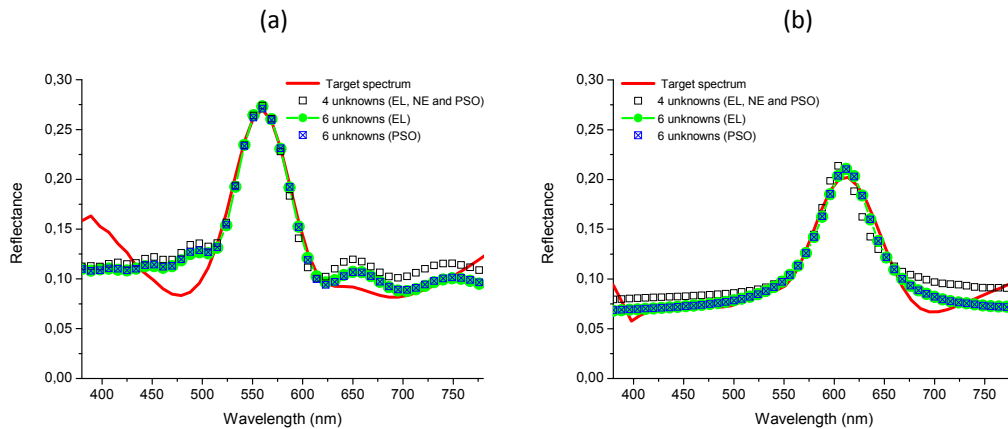 (a)
(b)
0,30
0,25
0,20
0,15
0,10
0,05
0,00
Reflectance
Target spectrum
4 unknowns (EL, NE and PSO)
6 unknowns (EL)
6 unknowns (PSO)
400 450 500 550 600 650 700 750
Wavelength (nm)
0,30
0,25
0,20
0,15
0,10
0,05
0,00
Reflectance
Target spectrum
4 unknowns (EL, NE and PSO)
6 unknowns (EL)
6 unknowns (PSO)
400 450 500 550 600 650 700 750
Wavelength (nm)